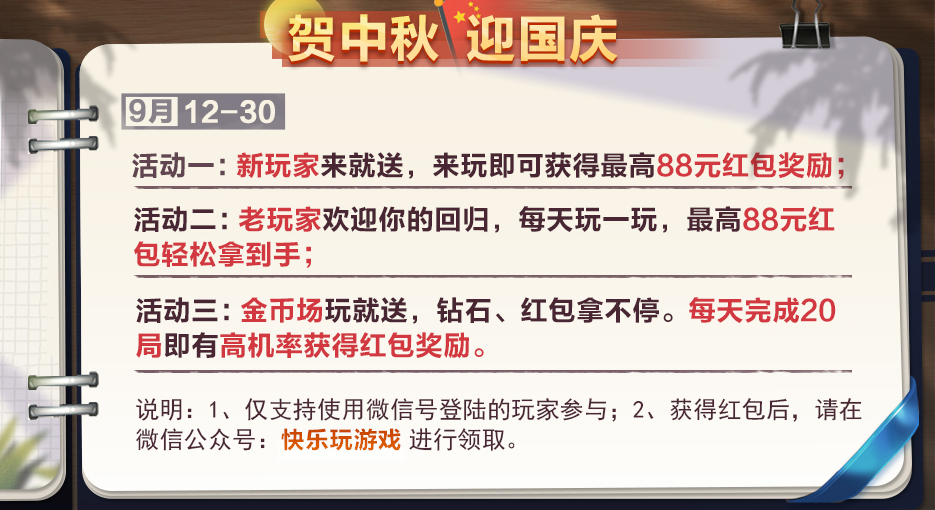 贺中秋 迎国庆
9月 12-30
活动一：新玩家来就送，来玩即可获得最高88元红包奖励；
活动二：老玩家欢迎你的回归，每天玩一玩，最高88元红
包轻松拿到手；
活动三：金币场玩就送，钻石、红包拿不停。每天完成20
局即有高机率获得红包奖励。
说明：1、仅支持使用微信号登陆的玩家参与；2、获得红包后，请在
微信公众号：快乐玩游戏 进行领取。